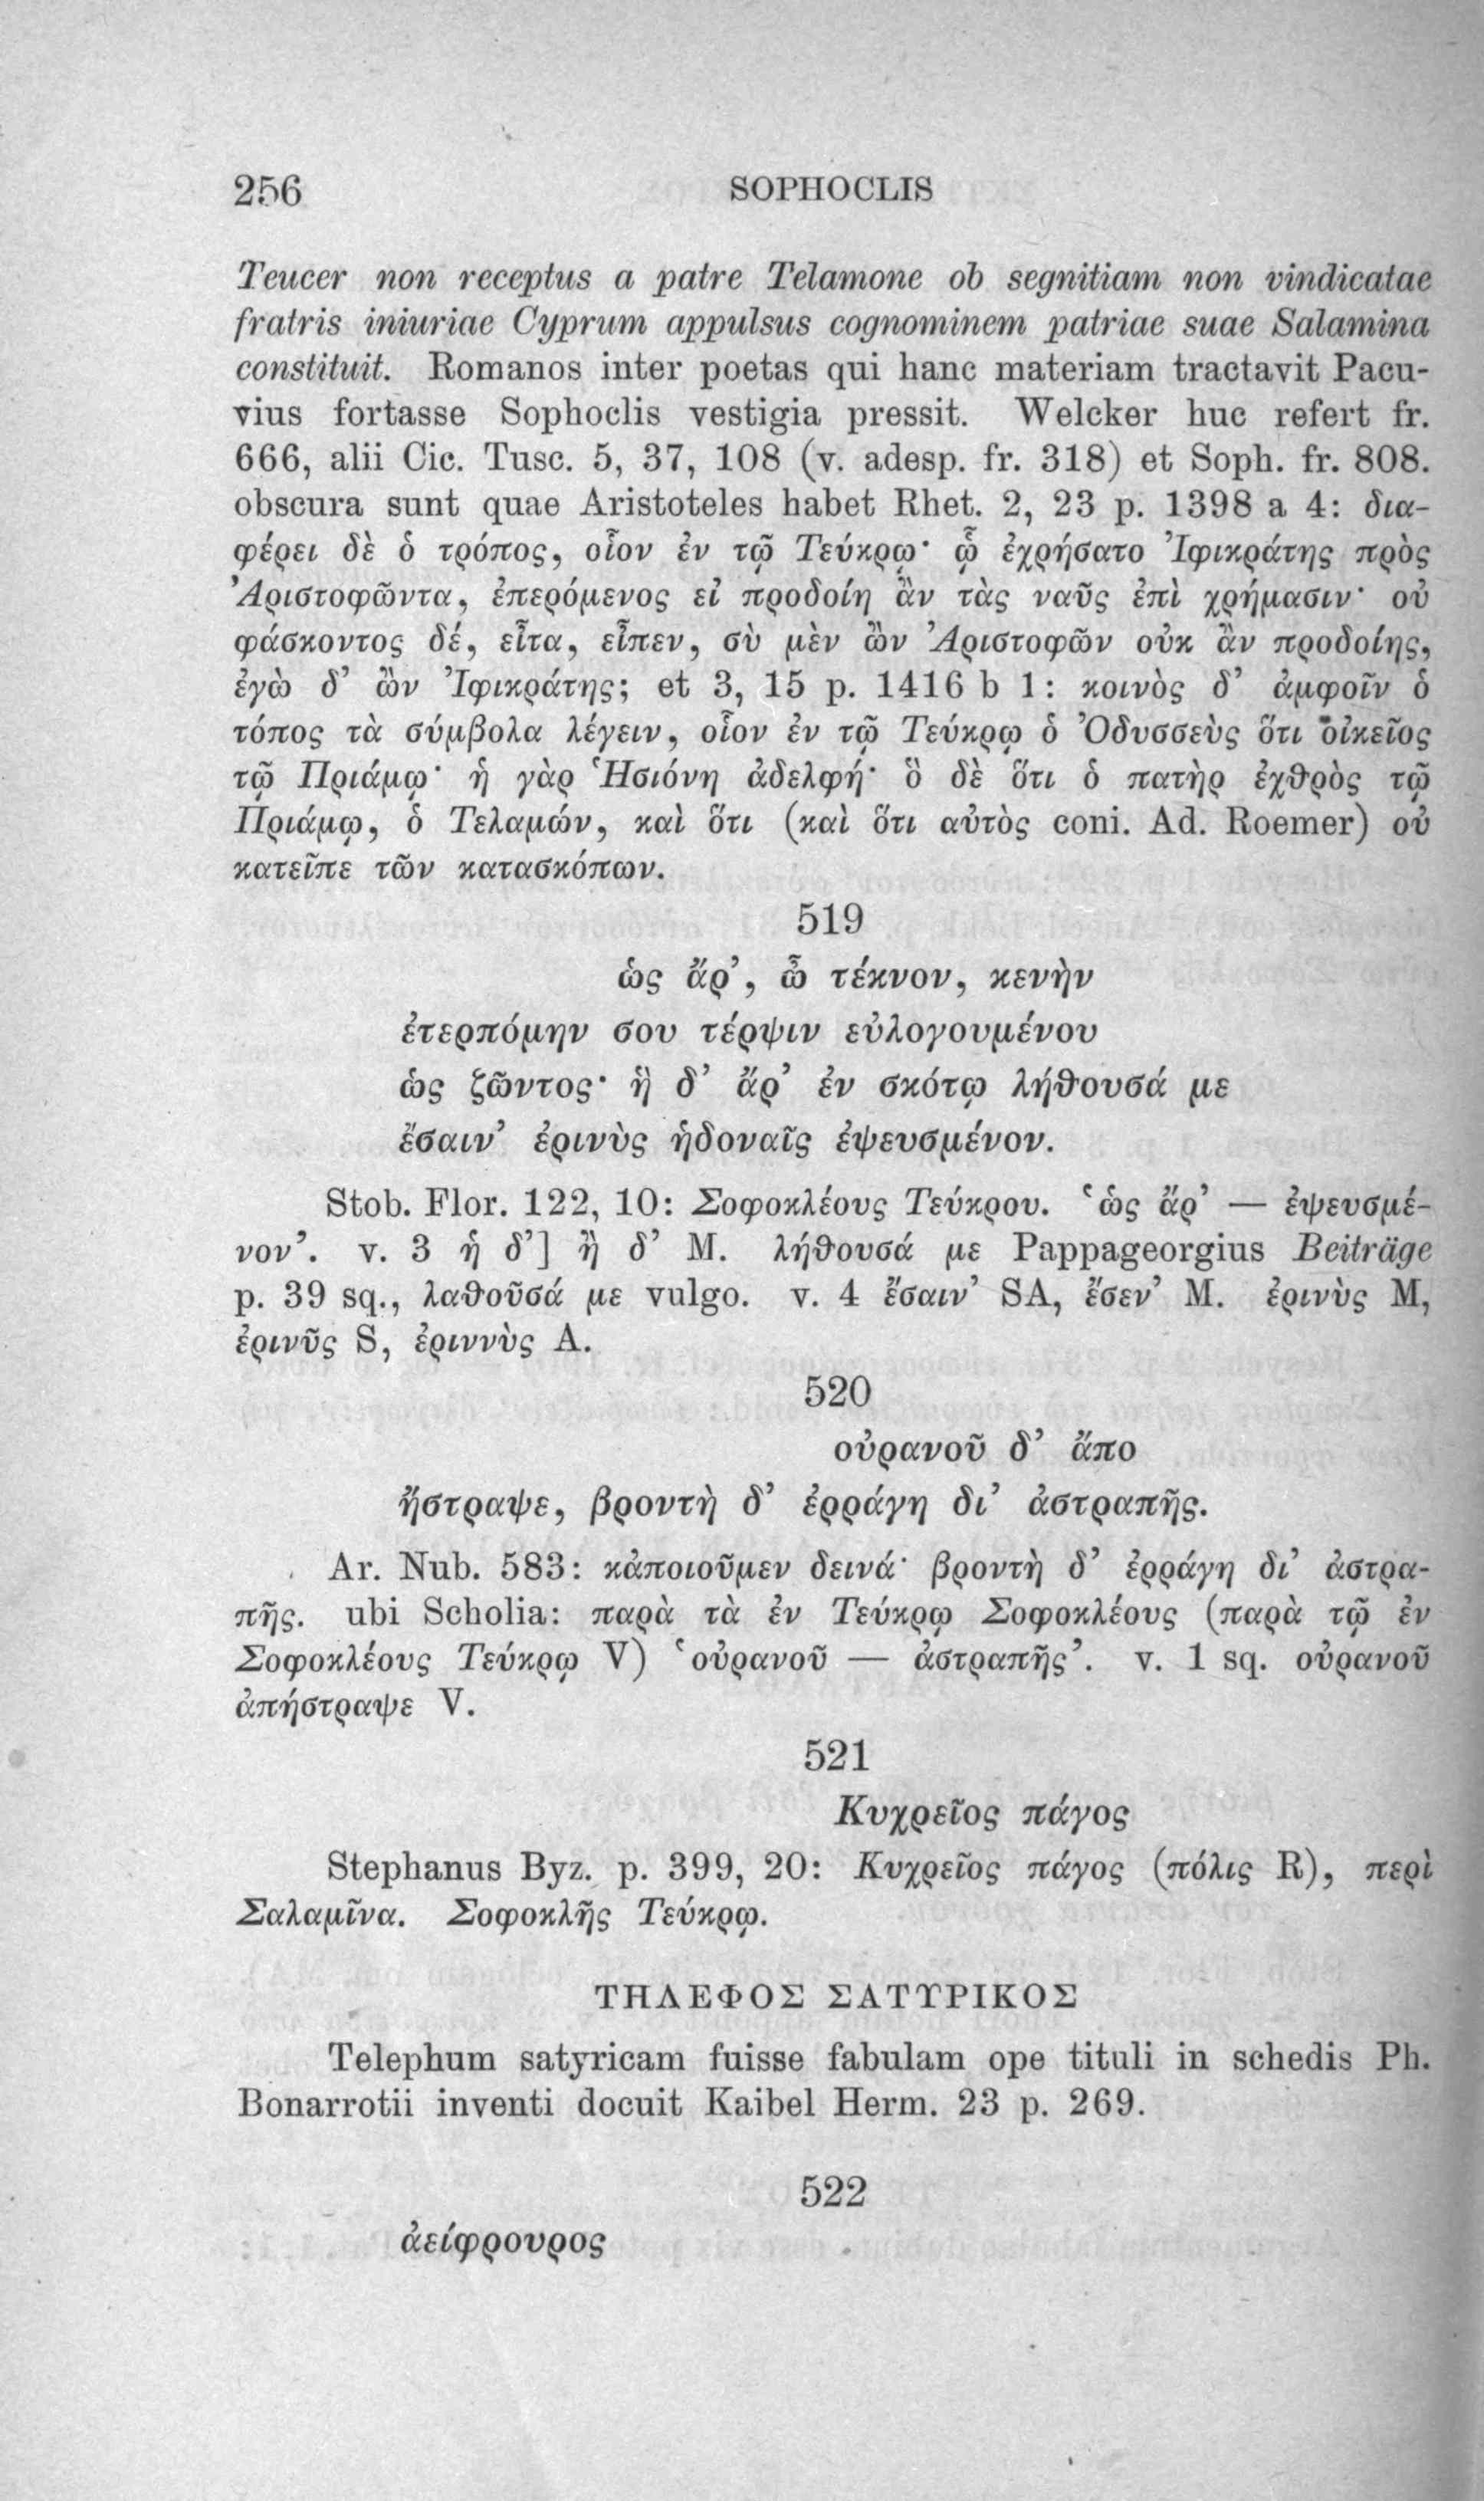 256 SOPHOCLIS
Teucer non receptus a patre Telamone ob segnitiam non vindicatae
fratris iniuriae Cyprum appulsus cognominem patriae suae Salamina
constituit. Romanos inter poetas qui hanc materiam tractavit Pacu-
vius fortasse Sophoclis vestigia pressit. Welcker huc refert fr.
666, alii Cic. Tusc. 5, 37, 108 (v. adesp. fr. 318) et Soph. fr. 808.
obscura sunt quae Aristoteles habet Rhet. 2, 23 p. 1398 a 4: δια-
φέρει δὲ ὁ τρόπος, οἷον ἐν τῷ Τεύκρῳ· ᾧ ἐχρήσατο Ἰφικράτης πρὸς
Ἀριστοφῶντα, ἐπερόμενος εἰ προδοίη ἂν τὰς ναῦς ἐπὶ χρήμασιν· οὐ
φάσκοντος δέ, εἶτα, εἶπεν, σὺ μὲν ὢν Ἀριστοφῶν οὐκ ἂν προδοίης,
ἐγὼ δ’ ὢν Ἰφικράτης; et 3, 15 p. 1416 b 1: κοινὸς δ’ ἀμφοῖν ὁ
τόπος τὰ σύμβολα λέγειν, οἷον ἐν τῷ Τεύκρῳ ὁ Ὀδυσσεὺς ὅτι οἰκεῖος
τῷ Πριάμῳ· ἡ γὰρ Ἡσιόνη ἀδελφή· ὃ δὲ ὅτι ὁ πατὴρ ἐχθρὸς τῷ
Πριάμῳ, ὁ Τελαμών, καὶ ὅτι (καὶ ὅτι αὐτὸς coni. Ad. Roemer) οὐ
κατεῖπε τῶν κατασκόπων.
519
ὡς ἄρ’, ὦ τέκνον, κενὴν
ἐτερπόμην σου τέρψιν εὐλογουμένου
ὡς ζῶντος· ἣ δ’ ἄρ’ ἐν σκότῳ λήθουσά με
ἔσαιν’ ἐρινὺς ἡδοναῖς ἐψευσμένον.
Stob. Flor. 122, 10: Σοφοκλέους Τεύκρου. ‘ὡς ἄρ’ — ἐψευσμέ-
νον’. v. 3 ἡ δ’] ἢ δ’ M. λήθουσά με Pappageorgius Beiträge
p. 39 sq., λαθοῦσά με vulgo. v. 4 ἔσαιν’ SA, ἔσεν’ M. ἐρινὺς M,
ἐρινῦς S, ἐριννὺς A.
520
οὐρανοῦ δ’ ἄπο
ἤστραψε, βροντὴ δ’ ἐρράγη δι’ ἀστραπῆς.
Ar. Nub. 583: κἀποιοῦμεν δεινά· βροντὴ δ’ ἐρράγη δι’ ἀστρα-
πῆς. ubi Scholia: παρὰ τὰ ἐν Τεύκρῳ Σοφοκλέους (παρὰ τῷ ἐν
Σοφοκλέους Τεύκρῳ V) ‘οὐρανοῦ — ἀστραπῆς’. v. 1 sq. οὐρανοῦ
ἀπήστραψε V.
521
Κυχρεῖος πάγος
Stephanus Byz. p. 399, 20: Κυχρεῖος πάγος (πόλις R), περὶ
Σαλαμῖνα. Σοφοκλῆς Τεύκρῳ.
ΤΗΛΕΦΟΣ ΣΑΤΥΡΙΚΟΣ
Telephum satyricam fuisse fabulam ope tituli in schedis Ph.
Bonarrotii inventi docuit Kaibel Herm. 23 p. 269.
522
ἀείφρουρος